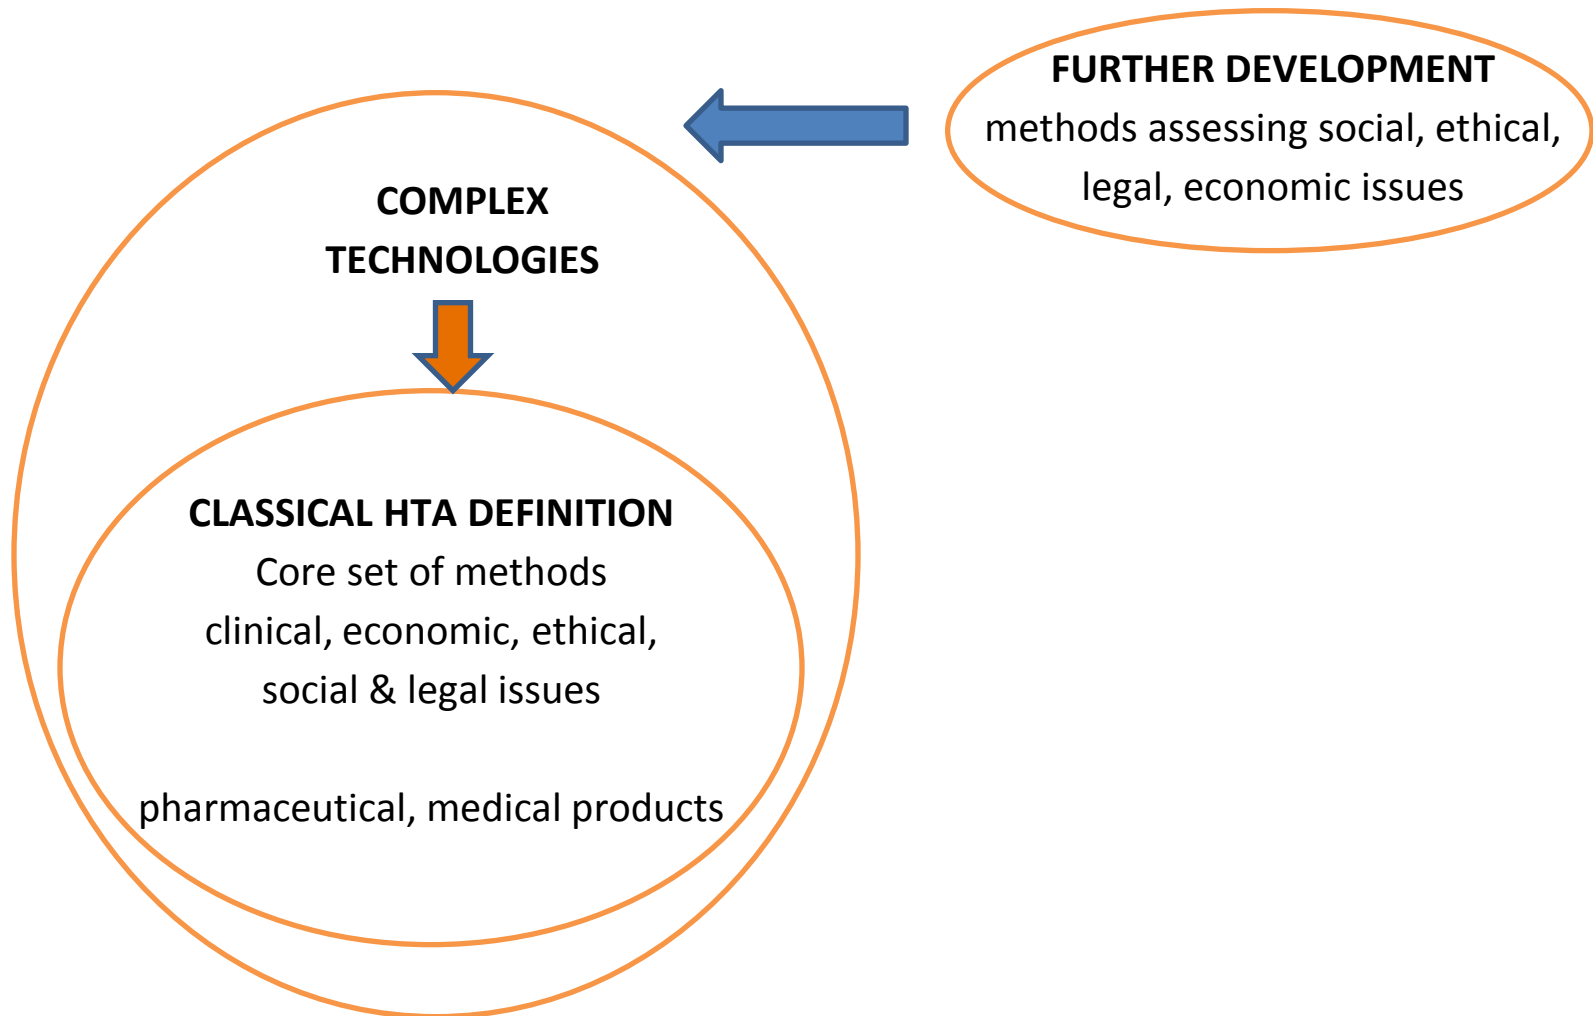 FURTHER DEVELOPMENT
methods assessing social, ethical,
legal, economic issues
COMPLEX
TECHNOLOGIES
CLASSICAL HTA DEFINITION
Core set of methods
clinical, economic, ethical,
social & legal issues
pharmaceutical, medical products